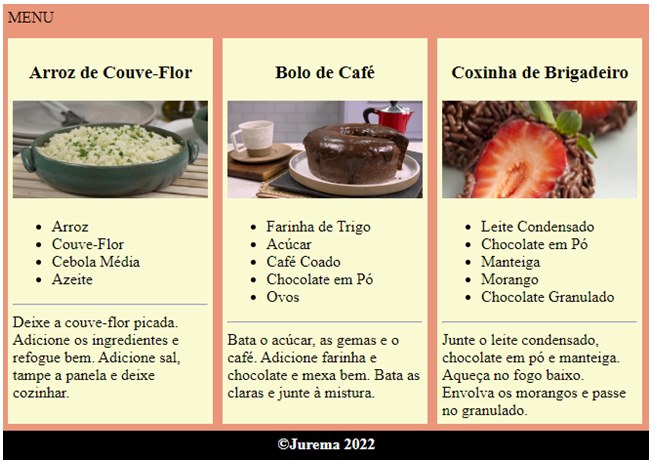 MENU
Arroz de Couve-Flor
Arroz
Couve-Flor
Cebola Média
Azeite
Deixe a couve-flor picada.
Adicione os ingredientes e
refogue bem. Adicione sal,
tampe a panela e deixe
cozinhar.
Bolo de Café
Farinha de Trigo
Acúcar
Café Coado
Chocolate em Pó
Ovos
Bata o acúcar, as gemas e o
café. Adicione farinha e
chocolate e mexa bem. Bata as
claras e junte à mistura.
Coxinha de Brigadeiro
Leite Condensado
Chocolate em Pó
Manteiga
Morango
Chocolate Granulado
Junte o leite condensado,
chocolate em pó e manteiga.
Aqueça no fogo baixo.
Envolva os morangos e passe
no granulado.
©Jurema 2022